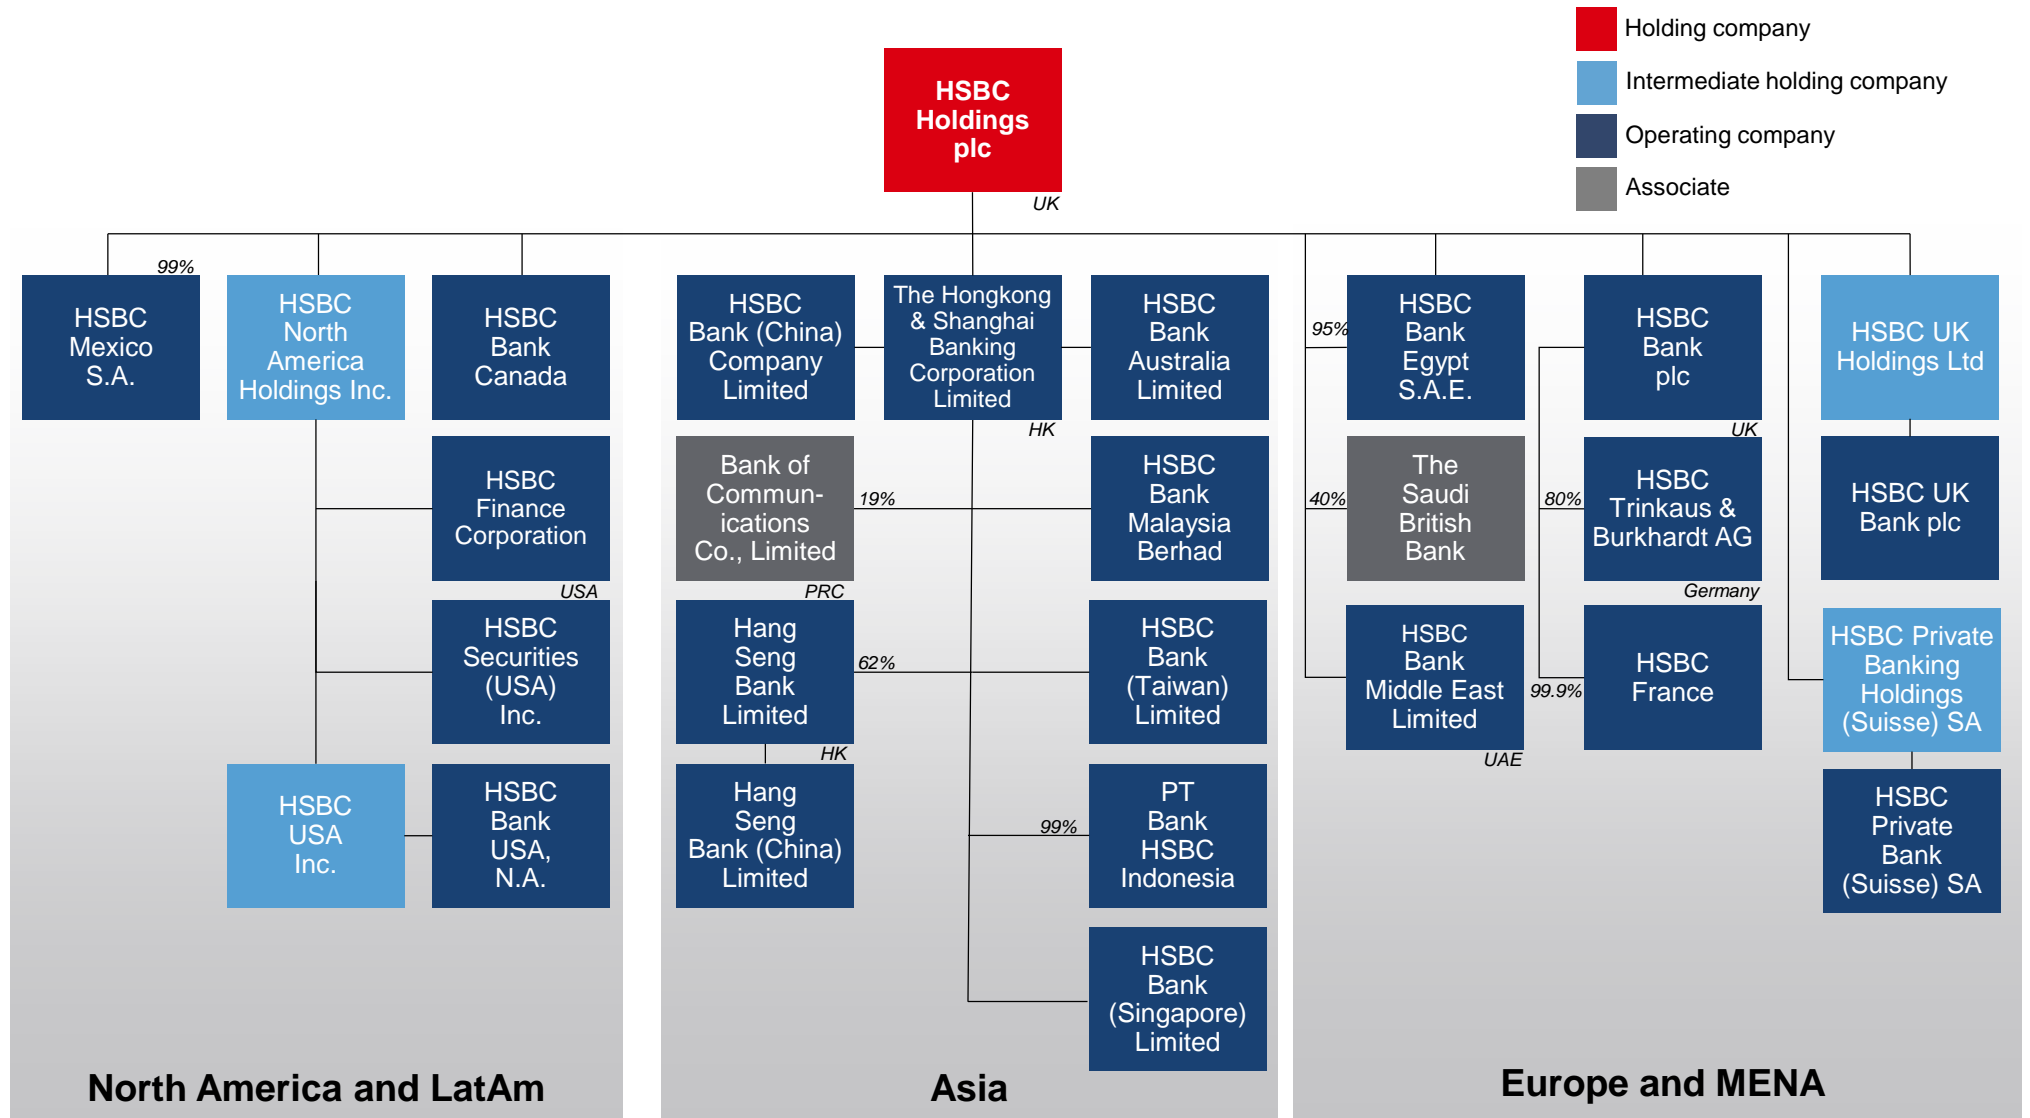 Holding company
Intermediate holding company
Operating company
Associate
HSBC
Holdings
plc
UK
99%
HSBC
Mexico
S.A.
HSBC
North
America
Holdings Inc.
HSBC
Bank
Canada
HSBC
Finance
Corporation
USA
HSBC
Securities
(USA)
Inc.
HSBC
USA
Inc.
HSBC
Bank
USA,
N.A.
North America and LatAm
HSBC
Bank (China)
Company
Limited
The Hongkong
& Shanghai
Banking
Corporation
Limited
HK
HSBC
Bank
Australia
Limited
Bank of
Commun-
ications
Co., Limited
PRC
19%
HSBC
Bank
Malaysia
Berhad
Hang
Seng
Bank
Limited
HK
62%
HSBC
Bank
(Taiwan)
Limited
Hang
Seng
Bank (China)
Limited
99%
PT
Bank
HSBC
Indonesia
HSBC
Bank
(Singapore)
Limited
Asia
95%
HSBC
Bank
Egypt
S.A.E.
HSBC
Bank
plc
UK
HSBC UK
Holdings Ltd
40%
The
Saudi
British
Bank
80%
HSBC
Trinkaus &
Burkhardt AG
Germany
HSBC UK
Bank plc
HSBC
Bank
Middle East
Limited
UAE
99.9%
HSBC
France
HSBC Private
Banking
Holdings
(Suisse) SA
HSBC
Private
Bank
(Suisse) SA
Europe and MENA